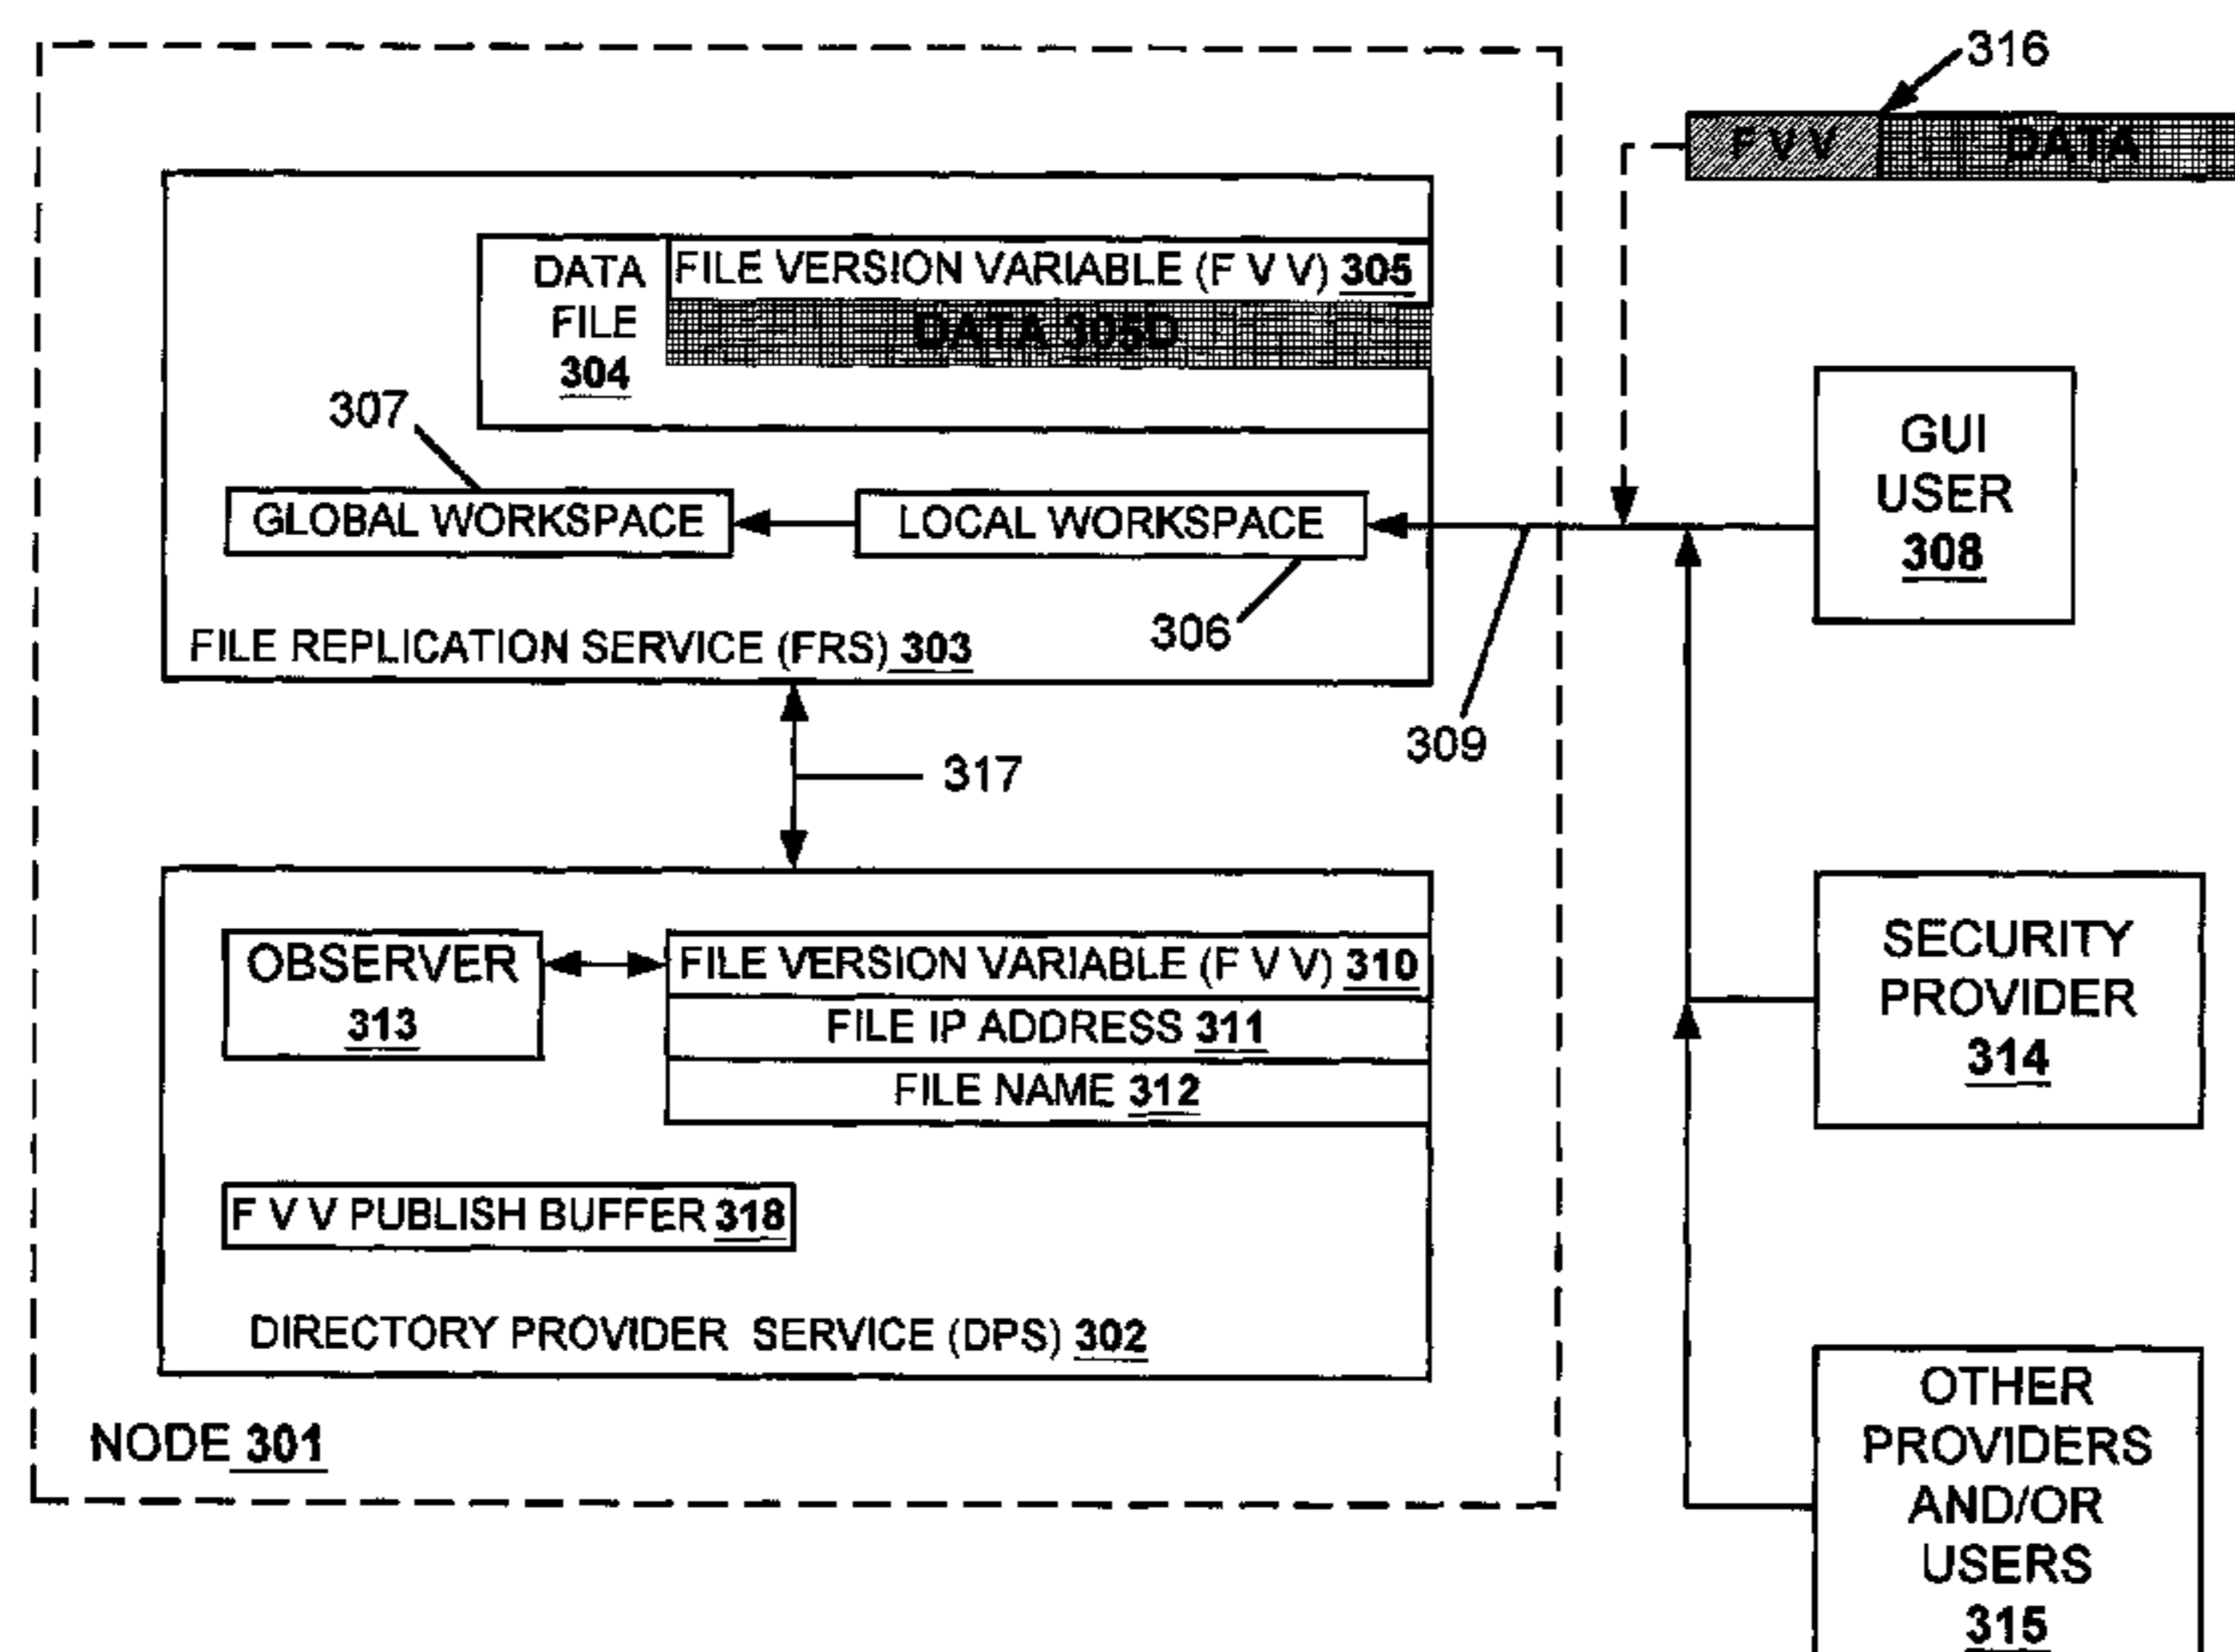 316
F V V
DATA
DATA
FILE
304
FILE VERSION VARIABLE (F V V) 305
DATA 305D
307
GLOBAL WORKSPACE
LOCAL WORKSPACE
306
FILE REPLICATION SERVICE (FRS) 303
GUI
USER
308
309
317
OBSERVER
313
FILE VERSION VARIABLE (F V V) 310
FILE IP ADDRESS 311
FILE NAME 312
F V V PUBLISH BUFFER 318
DIRECTORY PROVIDER SERVICE (DPS) 302
NODE 301
SECURITY
PROVIDER
314
OTHER
PROVIDERS
AND/OR
USERS
315